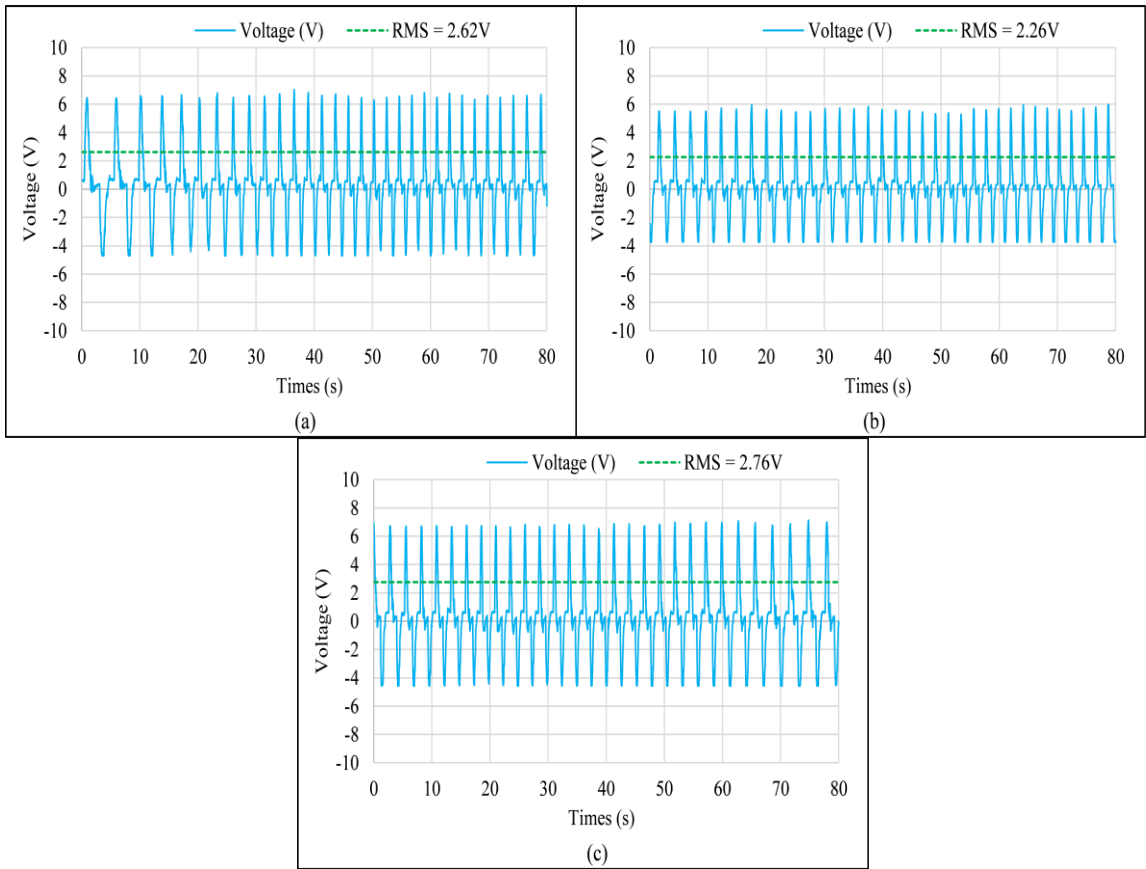 Voltage (V) RMS = 2.62V
10
8
6
4
2
0
-2
-4
-6
-8
-10
Voltage (V)
0 10 20 30 40 50 60 70 80
Times (s)
(a)
Voltage (V) RMS = 2.26V
10
8
6
4
2
0
-2
-4
-6
-8
-10
Voltage (V)
0 10 20 30 40 50 60 70 80
Times (s)
(b)
Voltage (V) RMS = 2.76V
10
8
6
4
2
0
-2
-4
-6
-8
-10
Voltage (V)
0 10 20 30 40 50 60 70 80
Times (s)
(c)